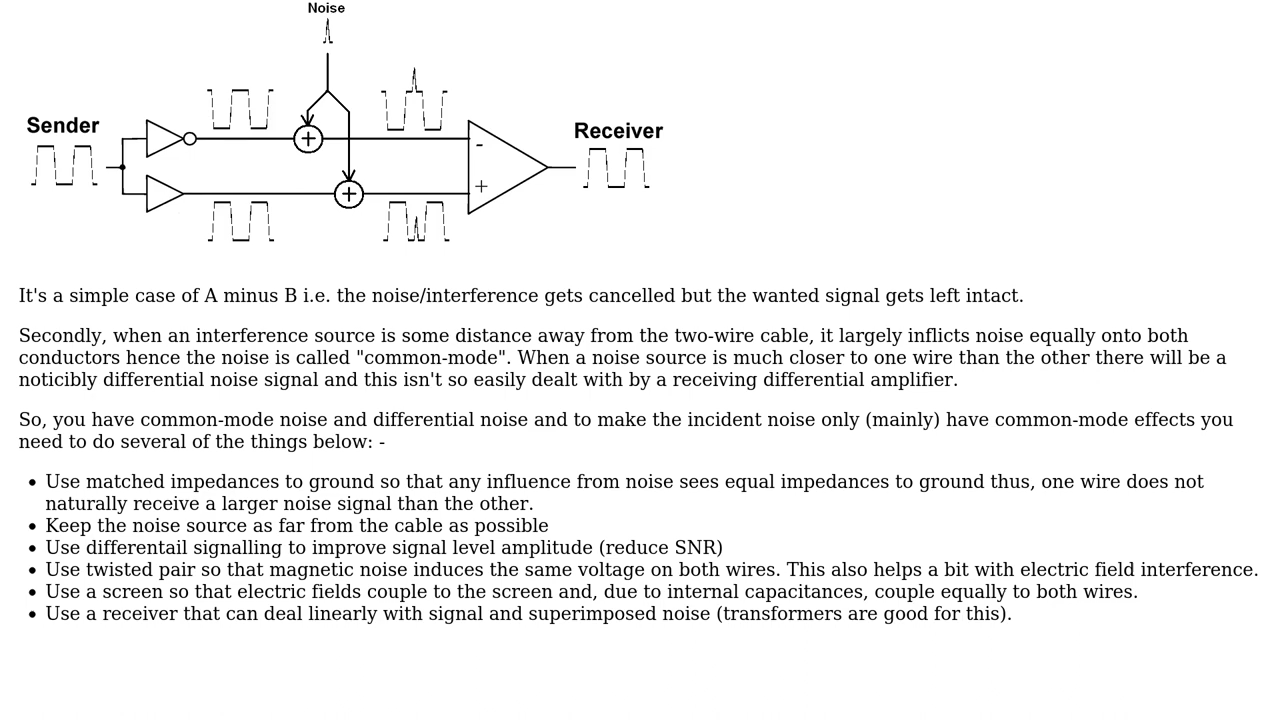 Noise
Sender
Receiver
-
+
+
+
It's a simple case of A minus B i.e. the noise/interference gets cancelled but the wanted signal gets left intact.
Secondly, when an interference source is some distance away from the two-wire cable, it largely inflicts noise equally onto both
conductors hence the noise is called "common-mode". When a noise source is much closer to one wire than the other there will be a
noticibly differential noise signal and this isn't so easily dealt with by a receiving differential amplifier.
So, you have common-mode noise and differential noise and to make the incident noise only (mainly) have common-mode effects you
need to do several of the things below: -
• Use matched impedances to ground so that any influence from noise sees equal impedances to ground thus, one wire does not
naturally receive a larger noise signal than the other.
• Keep the noise source as far from the cable as possible
• Use differentail signalling to improve signal level amplitude (reduce SNR)
• Use twisted pair so that magnetic noise induces the same voltage on both wires. This also helps a bit with electric field interference.
• Use a screen so that electric fields couple to the screen and, due to internal capacitances, couple equally to both wires.
• Use a receiver that can deal linearly with signal and superimposed noise (transformers are good for this).